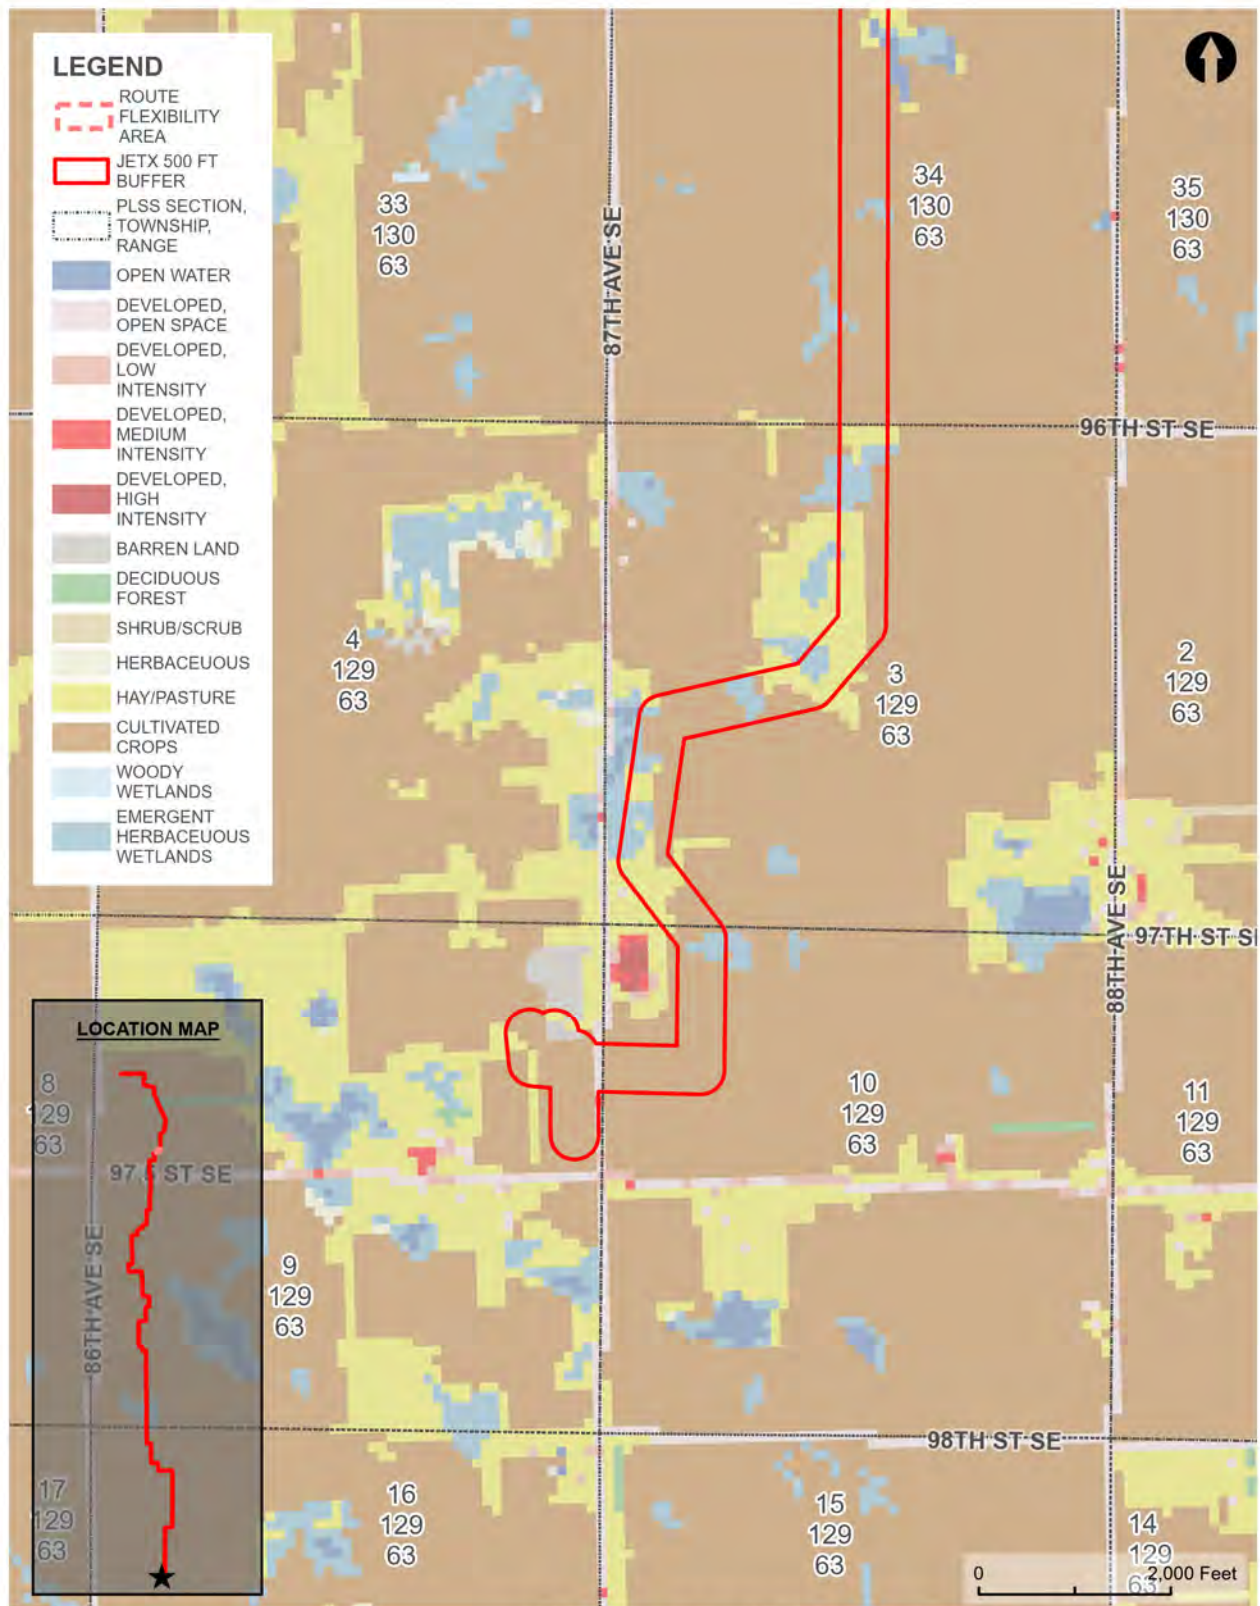 LEGEND
ROUTE
FLEXIBILITY
AREA
JETX 500 FT
BUFFER
PLSS SECTION,
TOWNSHIP,
RANGE
OPEN WATER
DEVELOPED,
OPEN SPACE
DEVELOPED,
LOW
INTENSITY
DEVELOPED,
MEDIUM
INTENSITY
DEVELOPED,
HIGH
INTENSITY
BARREN LAND
DECIDUOUS
FOREST
SHRUB/SCRUB
HERBACEUOUS
HAY/PASTURE
CULTIVATED
CROPS
WOODY
WETLANDS
EMERGENT
HERBACEUOUS
WETLANDS
33
130
63
34
130
63
35
130
63
87TH AVE SE
96TH ST SE
4
129
63
3
129
63
2
129
63
88TH AVE SE
97TH ST SE
LOCATION MAP
8
129
63
10
129
63
11
129
63
97.5 ST SE
86TH AVE SE
9
129
63
98TH ST SE
17
129
63
16
129
63
15
129
63
14
129
63
0
2,000 Feet